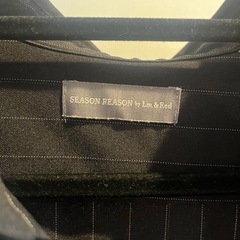 SEASON REASON by Lin. & Red